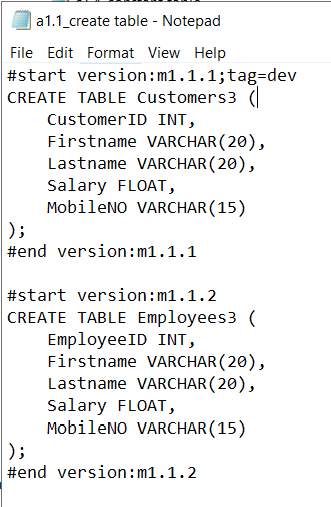 a1.1_create table - Notepad
File Edit Format View Help
#start version:m1.1.1;tag=dev
CREATE TABLE Customers3 (
    CustomerID INT,
    Firstname VARCHAR(20),
    Lastname VARCHAR(20),
    Salary FLOAT,
    MobileNO VARCHAR(15)
);
#end version:m1.1.1

#start version:m1.1.2
CREATE TABLE Employees3 (
    EmployeeID INT,
    Firstname VARCHAR(20),
    Lastname VARCHAR(20),
    Salary FLOAT,
    MobileNO VARCHAR(15)
);
#end version:m1.1.2